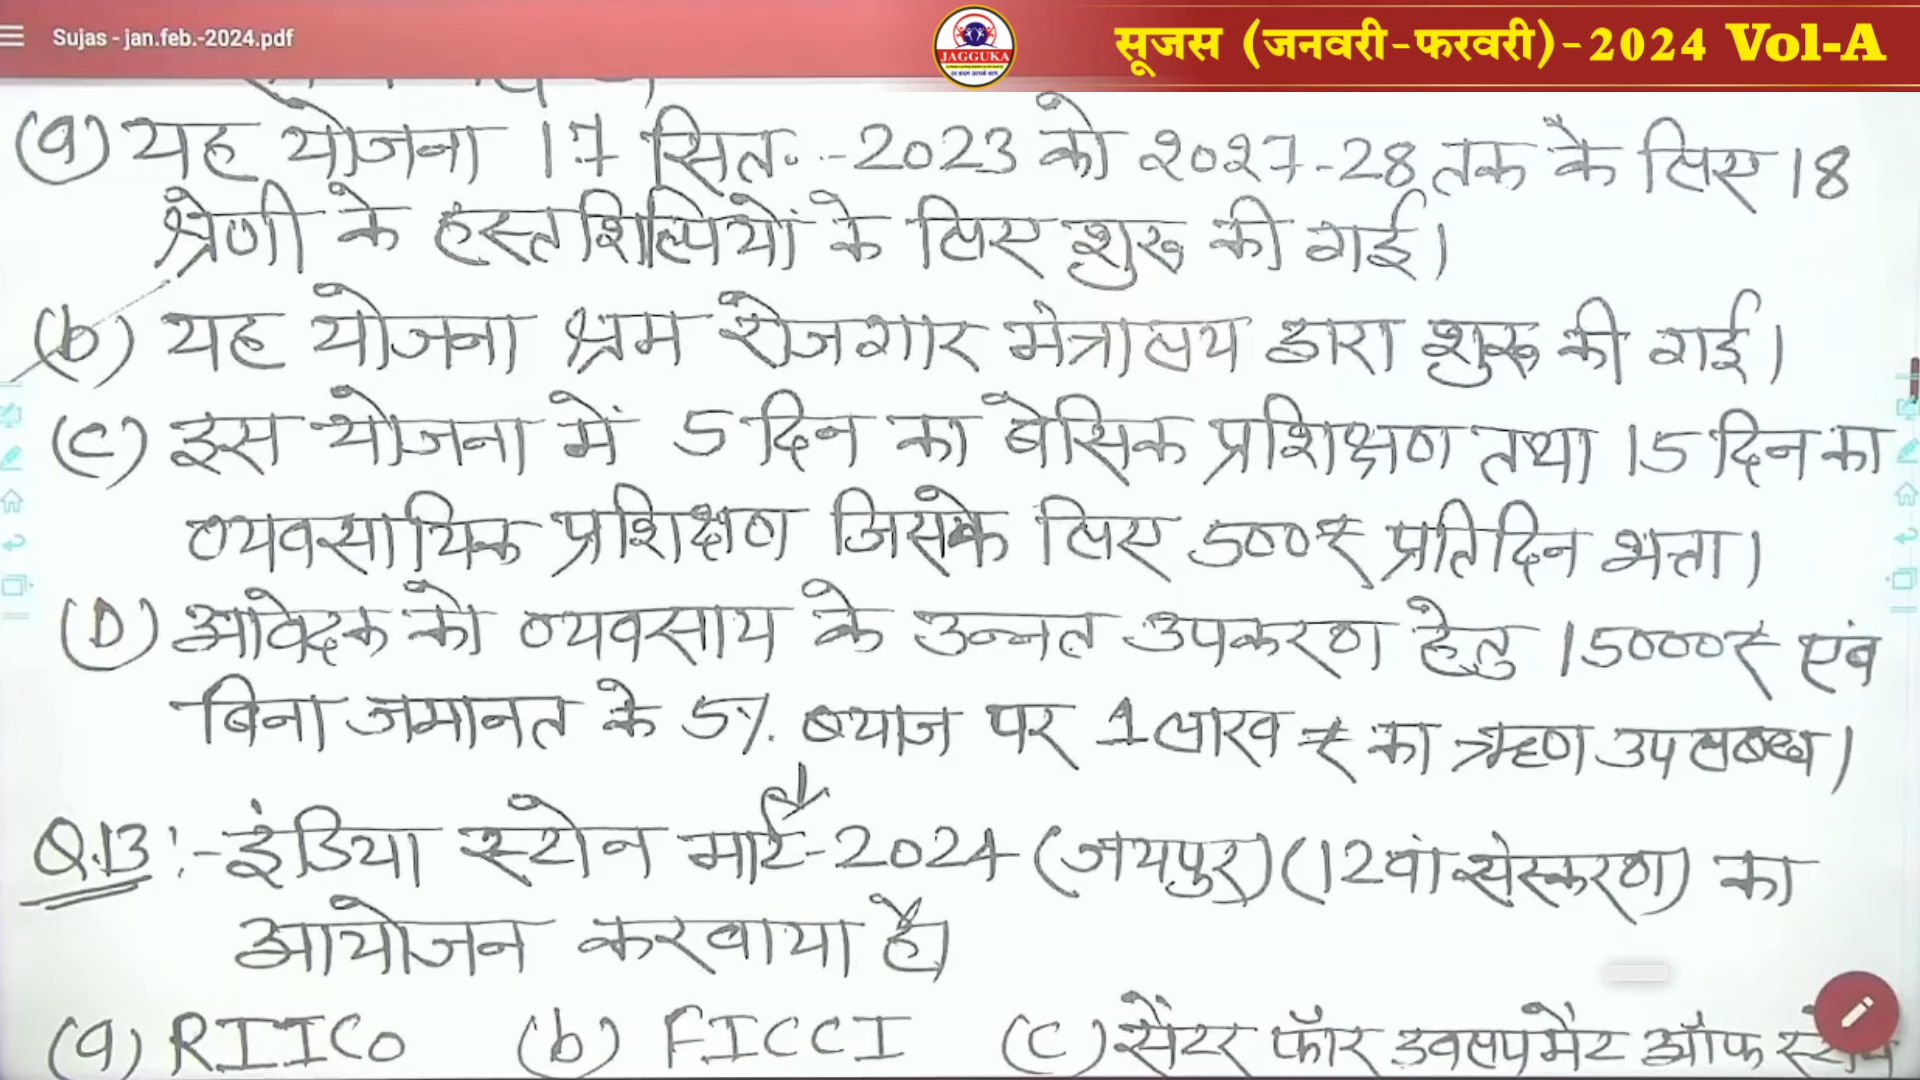 Sujas - jan.feb.-2024.pdf
JAGGUKA
सूजस (जनवरी-फरवरी)-2024 Vol-A
(a) यह योजना 17 सित. -2023 को 2027-28 तक के लिए 18
श्रेणी के हस्तशिल्पियों के लिए शुरू की गई।
(b) यह योजना श्रम रोजगार मंत्रालय द्वारा शुरू की गई।
(c) इस योजना में 5 दिन का बेसिक प्रशिक्षण तथा 15 दिन का
व्यवसायिक प्रशिक्षण जिसके लिए 500₹ प्रतिदिन भत्ता।
(D) आवेदक को व्यवसाय के उन्नत उपकरण हेतु 15000₹ एवं
बिना जमानत के 5% ब्याज पर 1 लाख ₹ का ऋण उपलब्ध।
Q.13:- इंडिया स्टोन मार्ट-2024 (जयपुर) (12वां संस्करण) का
आयोजन करवाया है।
(a) RIICo (b) FICCI (c) सेंटर फॉर डवलपमेंट ऑफ स्टोन